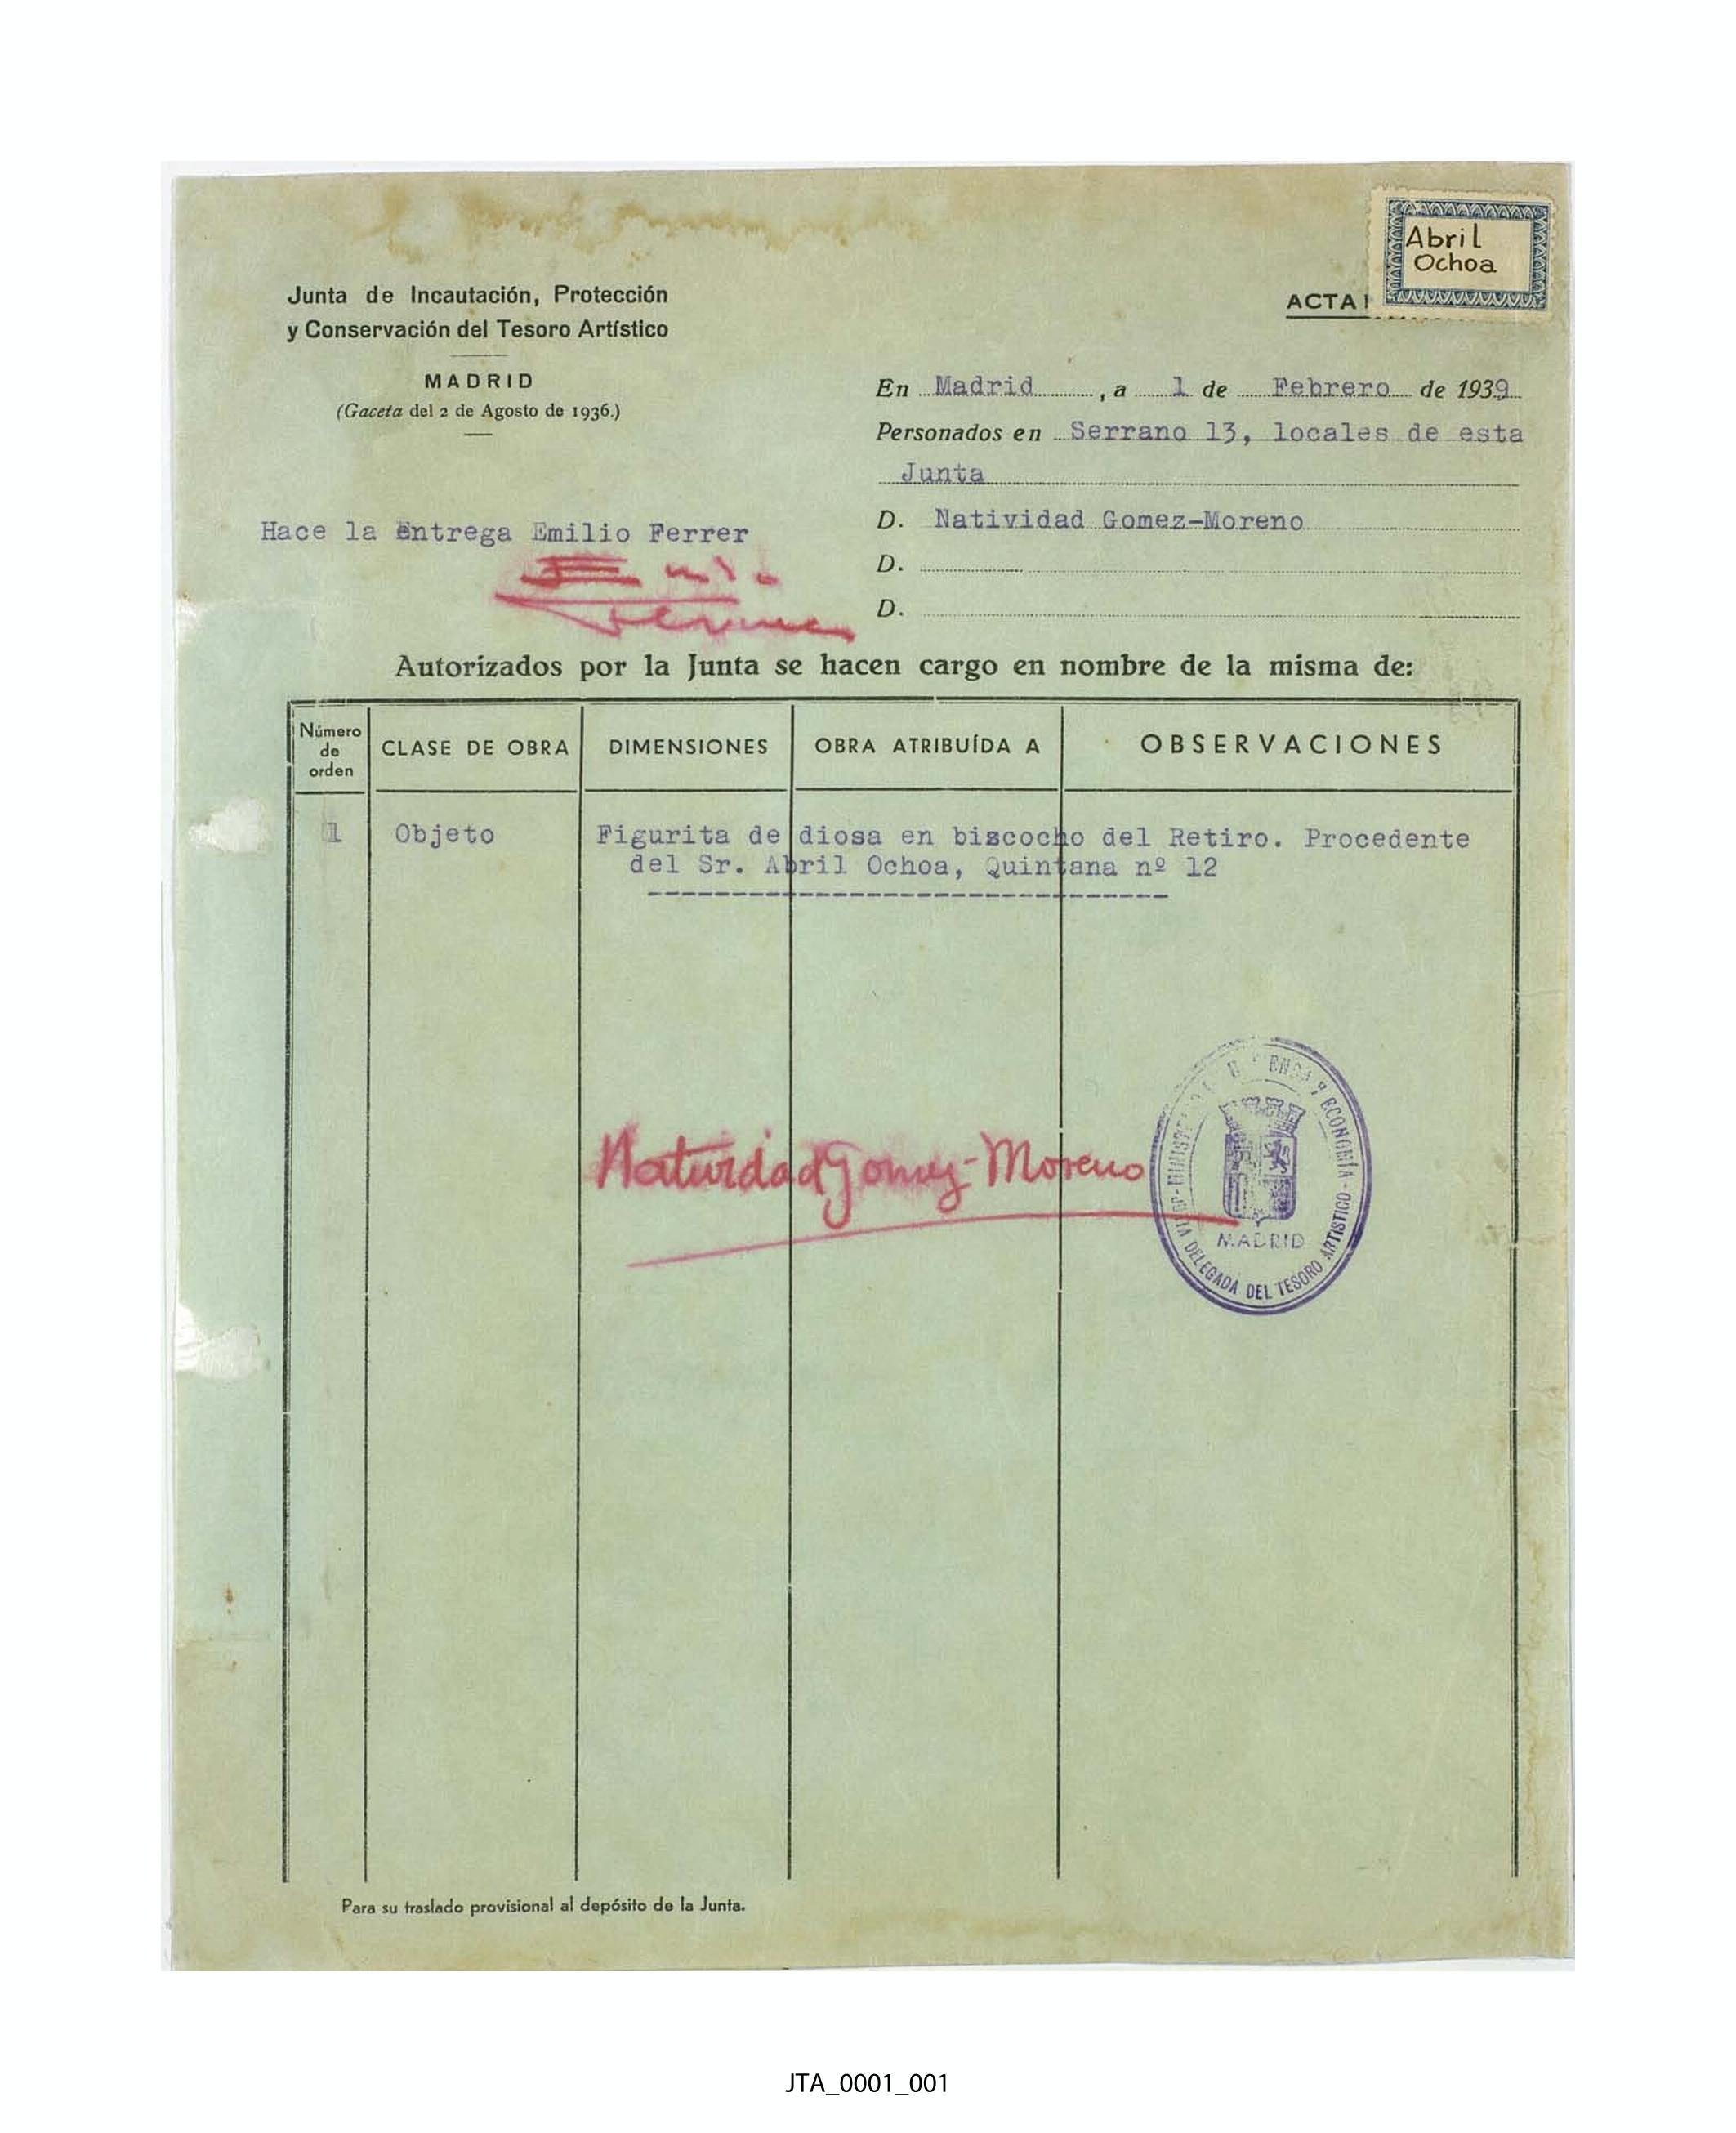 Abril
Ochoa
Junta de Incautación, Protección
y Conservación del Tesoro Artístico
MADRID
(Gaceta del 2 de Agosto de 1936.)
ACTA
En Madrid, a 1 de Febrero de 1939
Personados en Serrano 13, locales de esta
Junta
Hace la entrega Emilio Ferrer
D. Natividad Gomez-Moreno
D.
D.
Autorizados por la Junta se hacen cargo en nombre de la misma de:
Número de orden CLASE DE OBRA DIMENSIONES OBRA ATRIBUÍDA A OBSERVACIONES
1 Objeto Figurita de diosa en biscocho del Retiro. Procedente
del Sr. Abril Ochoa, Quintana nº 12
Natividad Gomez-Moreno
Y ECONOMÍA
MADRID
DELEGADA DEL TESORO ARTISTICO
Para su traslado provisional al depósito de la Junta.
JTA_0001_001